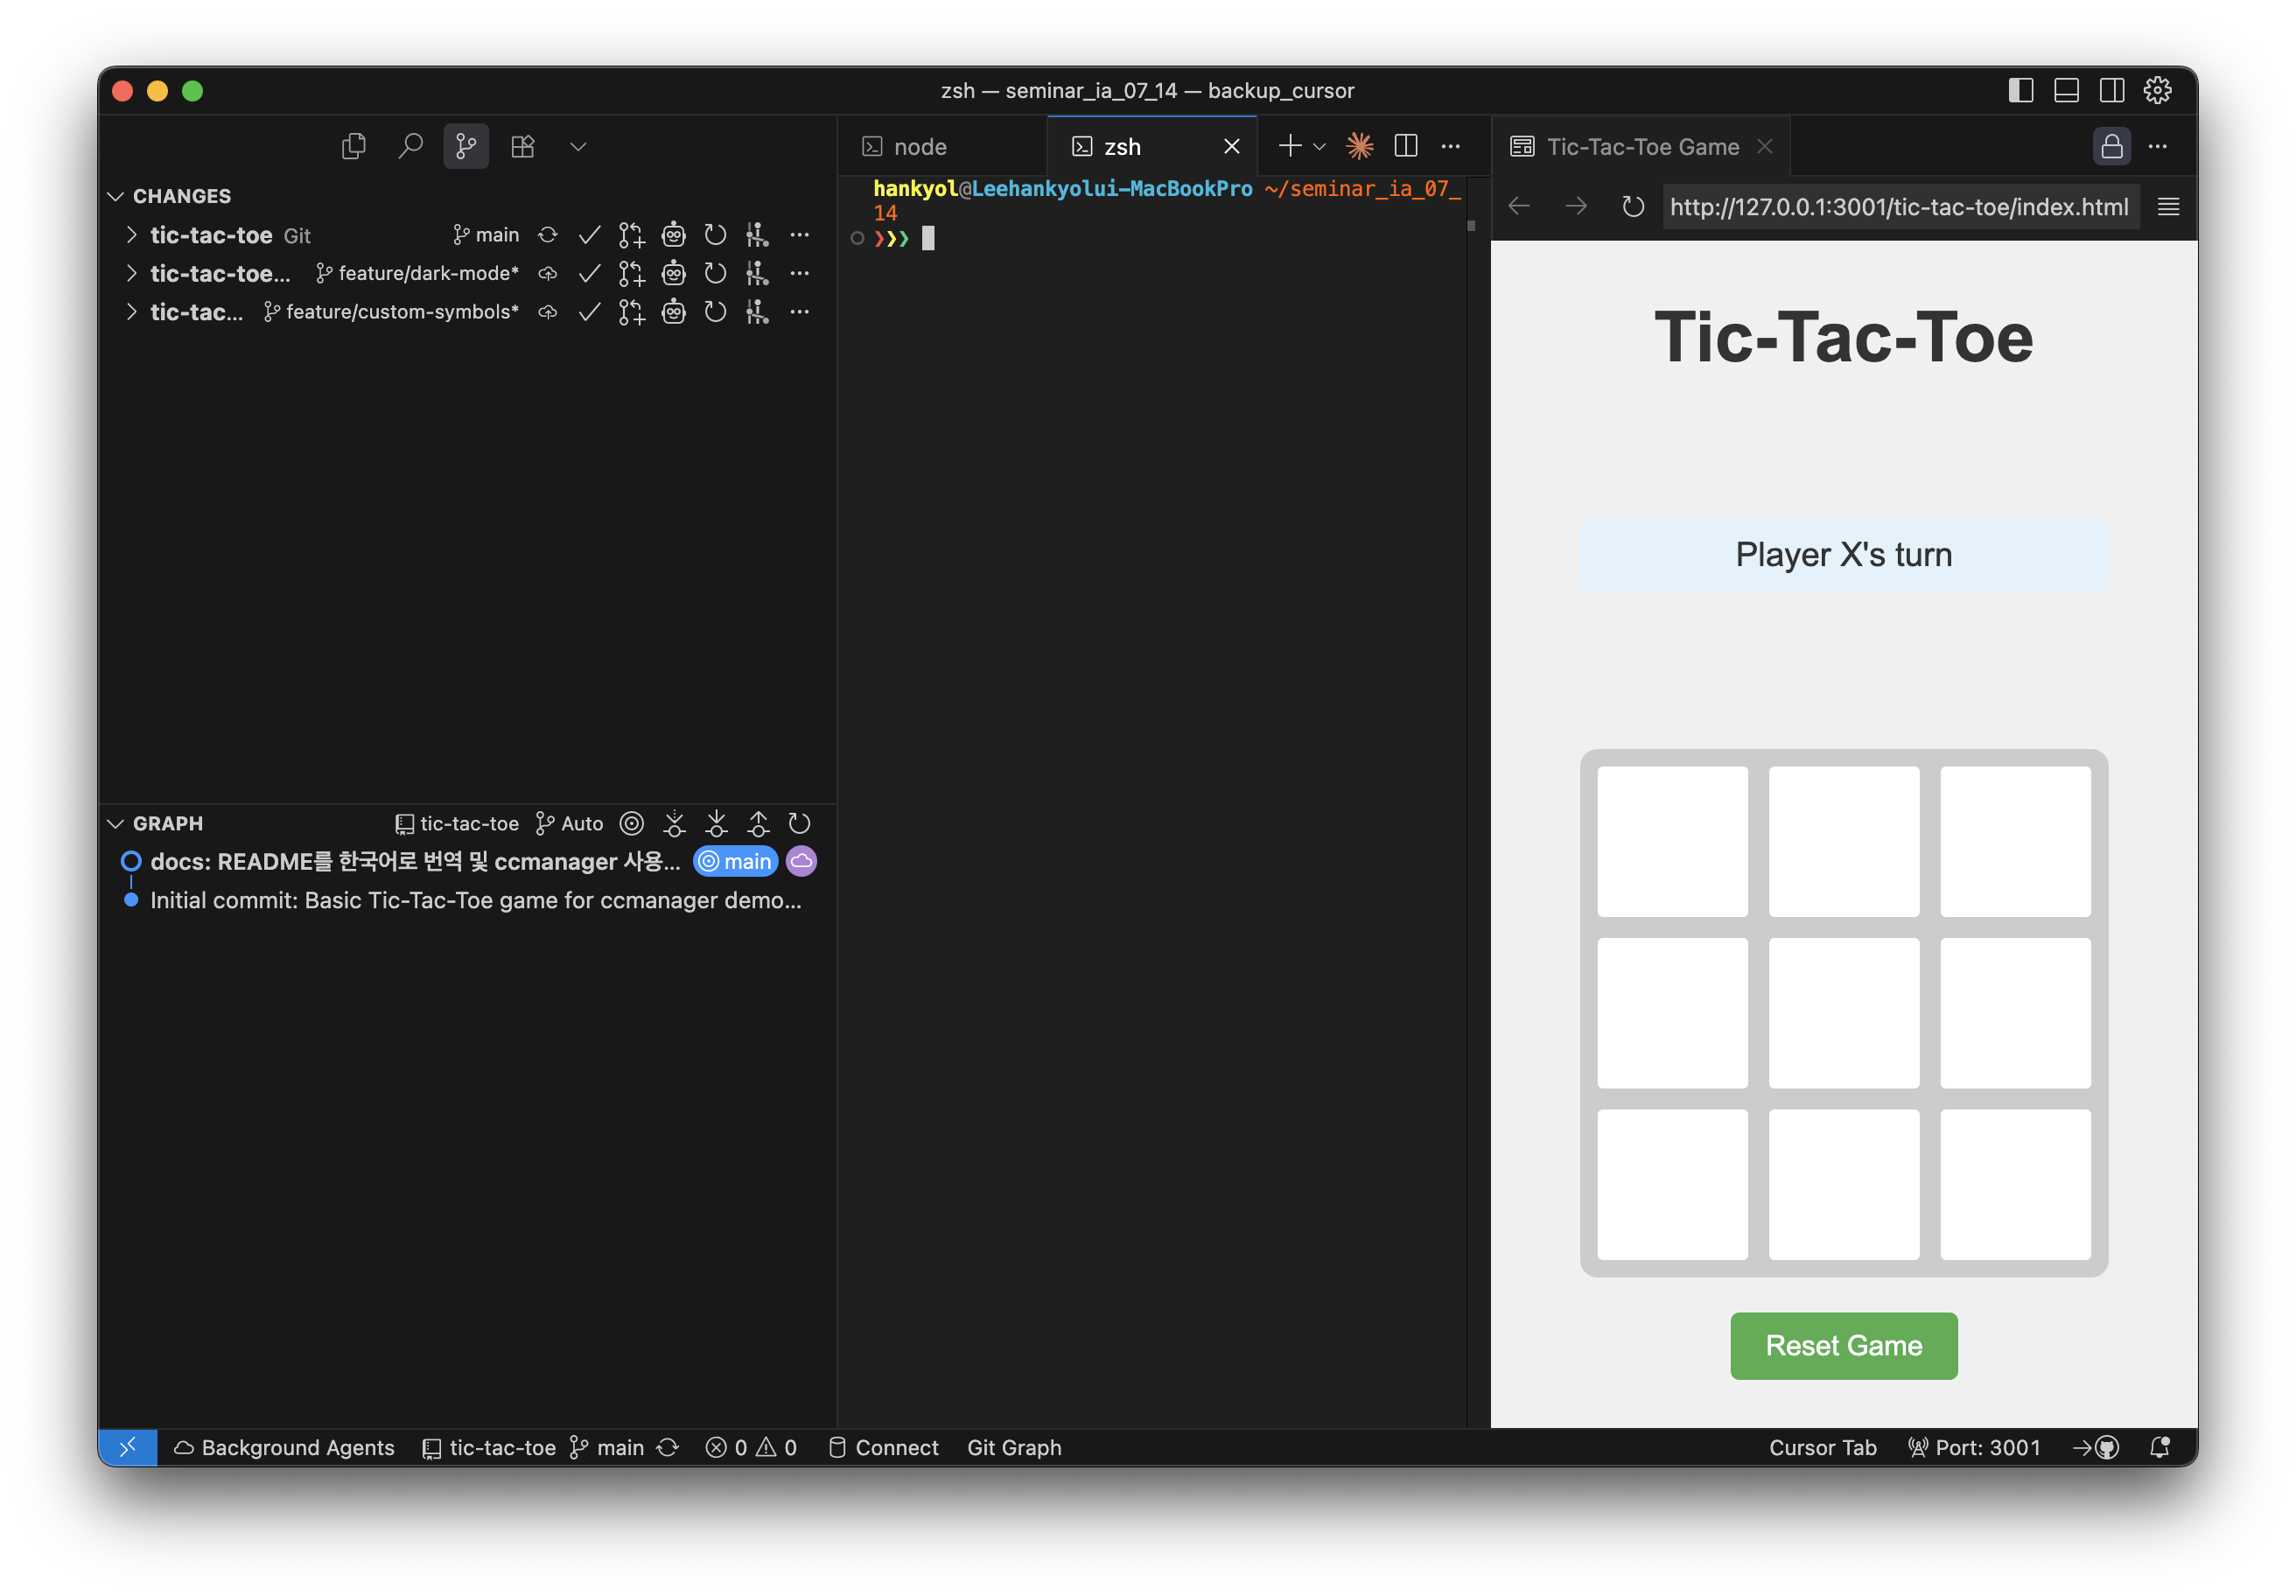 zsh — seminar_ia_07_14 — backup_cursor
CHANGES
tic-tac-toe Git main
tic-tac-toe... feature/dark-mode*
tic-tac... feature/custom-symbols*
GRAPH tic-tac-toe Auto
docs: README를 한국어로 번역 및 ccmanager 사용... main
Initial commit: Basic Tic-Tac-Toe game for ccmanager demo...
node zsh
hankyol@Leehankyolui-MacBookPro ~/seminar_ia_07_
14
❯❯❯
Tic-Tac-Toe Game
http://127.0.0.1:3001/tic-tac-toe/index.html
Tic-Tac-Toe
Player X's turn
Reset Game
Background Agents tic-tac-toe main 0 0 Connect Git Graph Cursor Tab Port: 3001